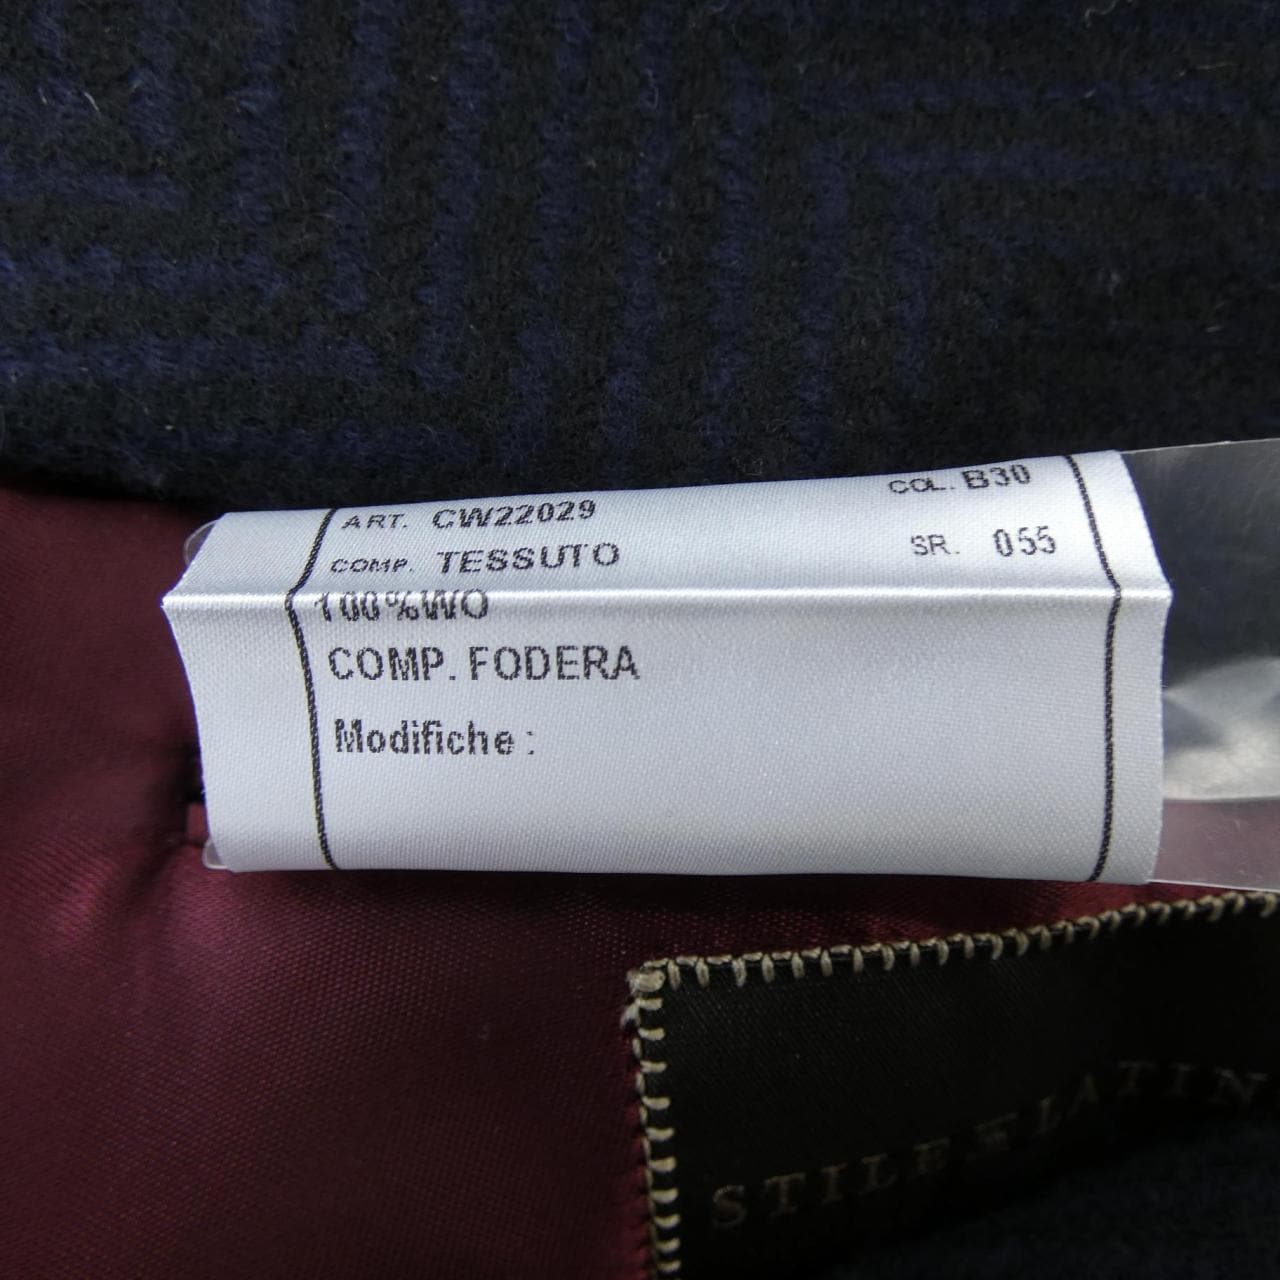 ART. CW22029 COL. B30
COMP. TESSUTO SR. 055
100%WO
COMP. FODERA
Modifiche :
STILE LATIN